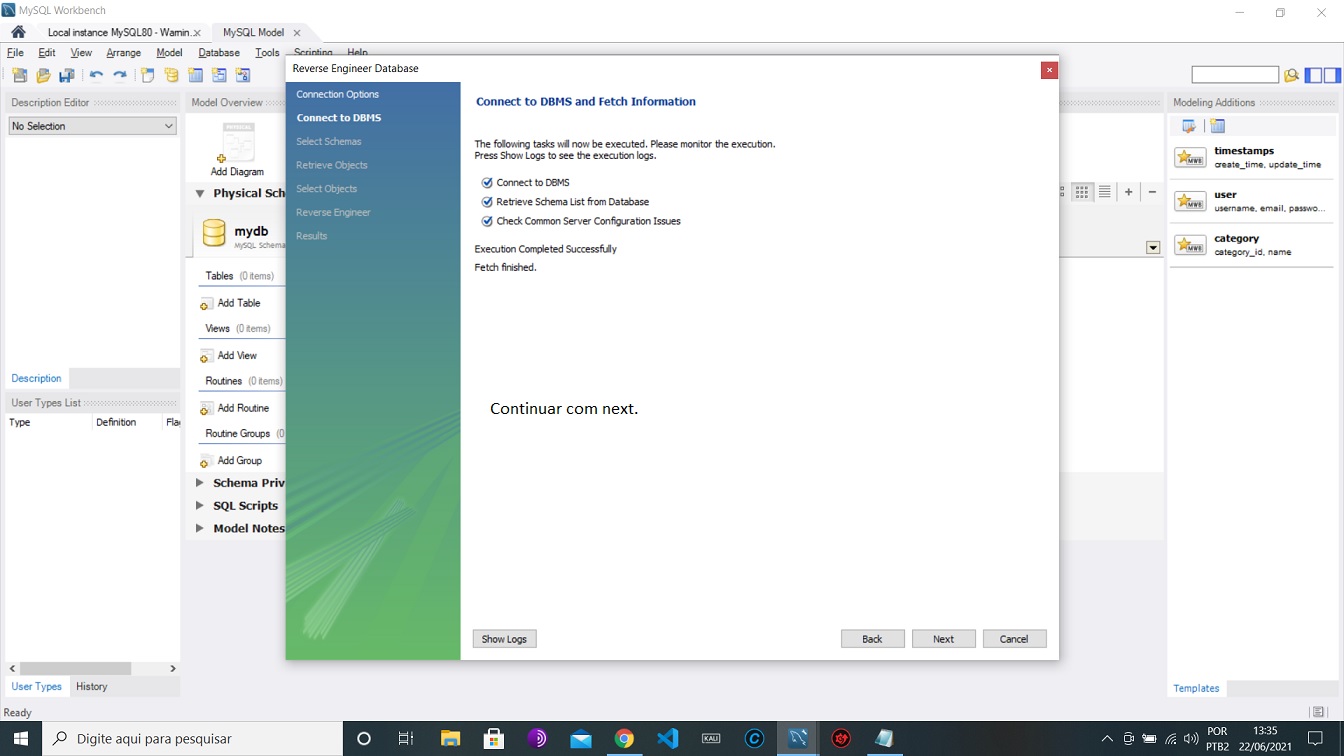 MySQL Workbench
Local instance MySQL80 - Warnin...
MySQL Model
File Edit View Arrange Model Database Tools Scripting Help
Description Editor
No Selection
Description
User Types List
Type Definition Flag
User Types History
Ready
Model Overview
PHYSICAL
Add Diagram
Physical Sch
mydb
MySQL Schema
Tables (0 items)
Add Table
Views (0 items)
Add View
Routines (0 items)
Add Routine
Routine Groups (0
Add Group
Schema Priv
SQL Scripts
Model Notes
Reverse Engineer Database
Connection Options
Connect to DBMS
Select Schemas
Retrieve Objects
Select Objects
Reverse Engineer
Results
Connect to DBMS and Fetch Information
The following tasks will now be executed. Please monitor the execution.
Press Show Logs to see the execution logs.
Connect to DBMS
Retrieve Schema List from Database
Check Common Server Configuration Issues
Execution Completed Successfully
Fetch finished.
Continuar com next.
Show Logs Back Next Cancel
Modeling Additions
MWB
timestamps
create_time, update_time
MWB
user
username, email, passwo...
MWB
category
category_id, name
Templates
Digite aqui para pesquisar
KALI
POR
PTB2
13:35
22/06/2021